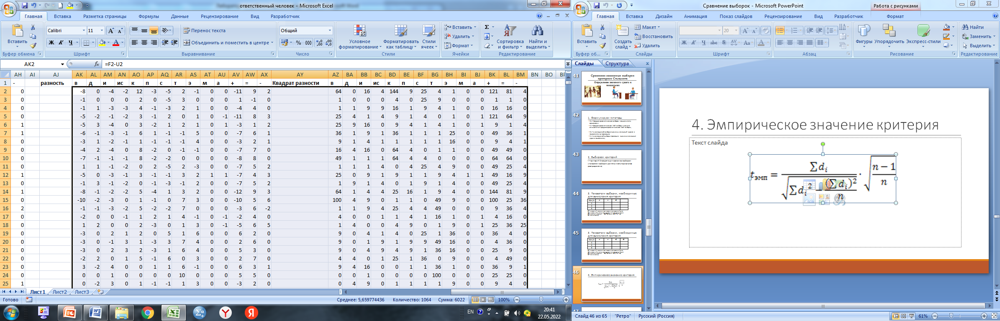 ответственный человек - Microsoft Excel
Главная Вставка Разметка страницы Формулы Данные Рецензирование Вид Разработчик
Calibri 11 Перенос текста Общий Вставить
Вставить Ж К Ч Объединить и поместить в центре % 000 Условное форматирование Форматировать как таблицу Стили ячеек Удалить Формат Сортировка и фильтр Найти и выделить
Буфер обмена Шрифт Выравнивание Число Стили Ячейки Редактирование
AK2 fx =F2-U2
AH AI AJ AK AL AM AN AO AP AQ AR AS AT AU AV AW AX AY AZ BA BB BC BD BE BF BG BH BI BJ BK BL BM BN BO BP
1 - разность в д и ис к п с т э м а + = - Квадрат разности в д и ис к п с т э м а + = -
2 0 -8 0 -4 -2 12 -3 -5 2 -1 0 0 -11 9 2 64 0 16 4 144 9 25 4 1 0 0 121 81 4
3 0 -1 0 0 0 2 0 -5 3 0 0 0 1 -1 0 1 0 0 0 4 0 25 9 0 0 0 1 1 0
4 0 -1 1 -3 -3 4 -1 -3 2 1 0 0 -4 4 0 1 1 9 9 16 1 9 4 1 0 0 16 16 0
5 0 -5 -2 -1 -2 3 -1 2 0 1 0 -1 -11 8 3 25 4 1 4 9 1 4 0 1 0 1 121 64 9
6 1 -5 3 -4 0 3 -2 1 2 1 0 1 -3 1 2 25 9 16 0 9 4 1 4 1 0 1 9 1 4
7 1 -6 -1 -3 -1 6 1 -1 -1 5 0 0 -7 6 1 36 1 9 1 36 1 1 1 25 0 0 49 36 1
8 0 -3 1 -2 -1 1 -1 -1 -1 4 0 0 -3 2 1 9 1 4 1 1 1 1 1 16 0 0 9 4 1
9 0 -4 2 -4 0 8 -2 0 -1 -1 0 0 -7 7 0 16 4 16 0 64 4 0 1 1 0 0 49 49 0
10 0 -7 -1 -1 -1 8 -2 -2 0 0 0 0 -8 8 0 49 1 1 1 64 4 4 0 0 0 0 64 64 0
11 0 1 1 -1 -2 0 2 -5 2 -3 0 0 -7 5 2 1 1 1 4 0 4 25 4 9 0 0 49 25 4
12 1 -5 0 -3 -1 3 -1 -1 3 2 1 1 -7 4 3 25 0 9 1 9 1 1 9 4 1 1 49 16 9
13 0 -1 3 -1 -2 0 -1 -3 -1 2 0 0 -7 5 2 1 9 1 4 0 1 9 1 4 0 0 49 25 4
14 1 -8 -1 -2 -2 5 -4 1 3 2 0 0 -12 9 3 64 1 4 4 25 16 1 9 4 0 0 144 81 9
15 0 -10 -2 -3 0 1 -1 0 7 3 0 0 -10 5 6 100 4 9 0 1 1 0 49 9 0 0 100 25 36
16 2 -1 -1 -3 -2 5 -2 -2 7 0 0 0 -3 6 -2 1 1 9 4 25 4 4 49 0 0 0 9 36 4
17 0 -2 0 0 -1 1 2 1 4 -1 0 -1 -2 4 0 4 0 0 1 1 4 1 16 1 0 1 4 16 0
18 0 1 2 0 0 2 -3 0 1 3 0 -1 -5 6 5 1 4 0 0 4 9 0 1 9 0 1 25 36 25
19 0 -3 0 2 1 2 0 5 1 6 0 0 6 2 0 9 0 4 1 4 0 25 1 36 0 0 36 4 0
20 0 -3 0 -1 3 1 -3 3 7 4 0 0 2 6 0 9 0 1 9 1 9 9 49 16 0 0 4 36 0
21 0 -3 0 2 3 2 -3 1 6 4 0 0 5 3 0 9 0 4 9 4 9 1 36 16 0 0 25 9 0
22 0 -2 2 0 1 5 -1 6 0 3 0 0 2 7 0 4 4 0 1 25 1 36 0 9 0 0 4 49 0
23 0 3 -2 4 0 0 1 1 6 -1 0 0 6 3 1 9 4 16 0 0 1 1 36 1 0 0 36 9 1
24 0 0 0 1 0 0 0 0 10 0 0 0 5 5 0 0 0 1 0 0 0 0 100 0 0 0 25 25 0
25 1 0 -2 3 0 1 -1 -1 1 3 0 0 -3 2 0 0 4 9 0 1 1 1 1 9 0 0 9 4 0
Лист1 Лист2 Лист3
Готово Среднее: 5,659774436 Количество: 1064 Сумма: 6022 100%
EN 20:41
22.05.2022
Сравнение выборок - Microsoft PowerPoint Работа с рисунками
Главная Вставка Дизайн Анимация Показ слайдов Рецензирование Вид Разработчик Формат
Вставить Создать слайд Макет Восстановить Удалить 20 Ж К Ч abc S AV Aa А Фигуры Упорядочить Экспресс-стили Найти Заменить Выделить
Буфер об... Слайды Шрифт Абзац Рисование Редактирование
Слайды Структура
41 Сравнение зависимых выборок
критерием Стьюдента
Определение значимого сдвига в
показателях
42 1. Формулируем гипотезы
43 2. Выбираем критерий
44 3. Показатели выборки, необходимые
для вычисления критерия
45 3. Показатели выборки, необходимые
для вычисления критерия
46 4. Эмпирическое значение критерия
47
4. Эмпирическое значение критерия
Текст слайда
tэмп = ∑dᵢ / √(∑dᵢ² − (∑dᵢ)²/n) · √((n − 1)/n)
Слайд 46 из 65 "Ретро" Русский (Россия) 61%